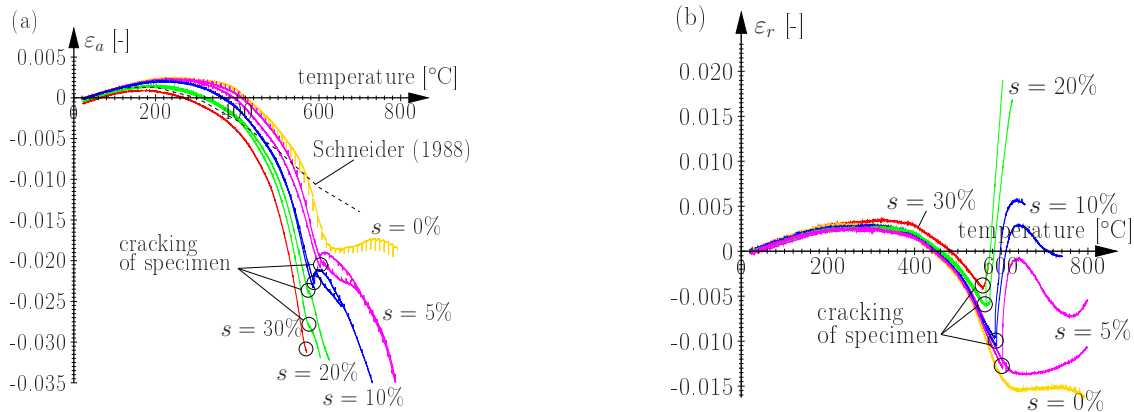 (a)
εₐ [-]
temperature [°C]
0.005
0
-0.005
-0.010
-0.015
-0.020
-0.025
-0.030
-0.035
200
400
600
800
Schneider (1988)
s = 0%
cracking
of specimen
s = 5%
s = 30%
s = 20%
s = 10%
(b)
εᵣ [-]
0.020
0.015
0.010
0.005
0
-0.005
-0.010
-0.015
s = 20%
s = 30%
s = 10%
temperature [°C]
0
200
400
600
800
cracking
of specimen
s = 5%
s = 0%